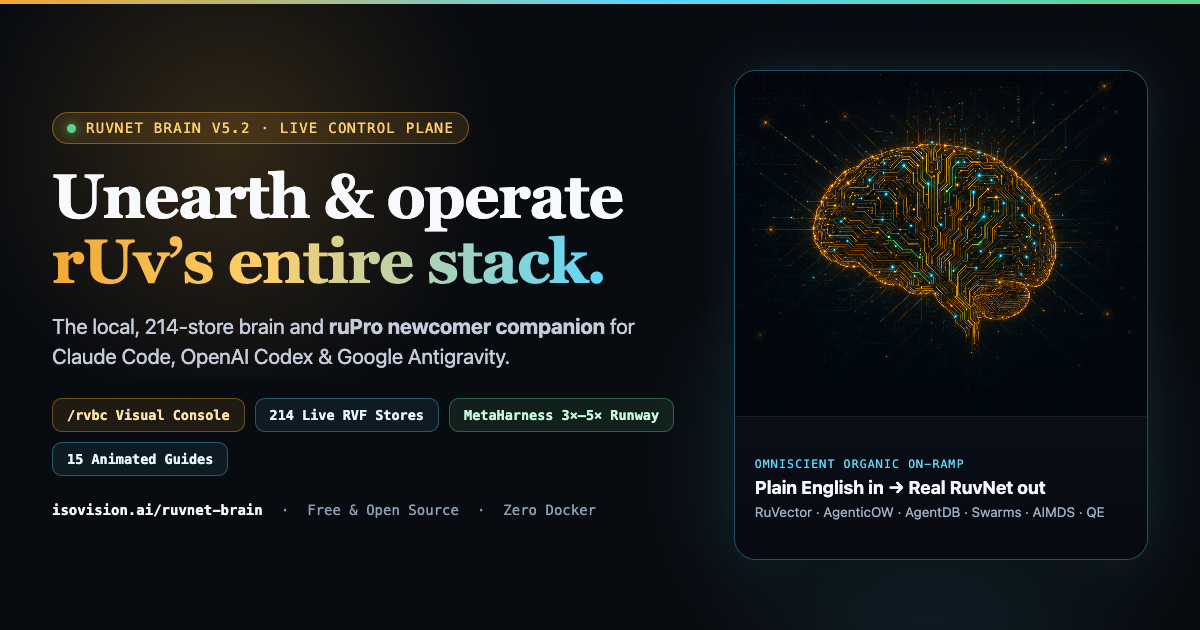 RUVNET BRAIN V5.2 · LIVE CONTROL PLANE
Unearth & operate
rUv’s entire stack.
The local, 214-store brain and ruPro newcomer companion for
Claude Code, OpenAI Codex & Google Antigravity.
/rvbc Visual Console
214 Live RVF Stores
MetaHarness 3×–5× Runway
15 Animated Guides
isovision.ai/ruvnet-brain · Free & Open Source · Zero Docker
OMNISCIENT ORGANIC ON-RAMP
Plain English in → Real RuvNet out
RuVector · AgenticOW · AgentDB · Swarms · AIMDS · QE